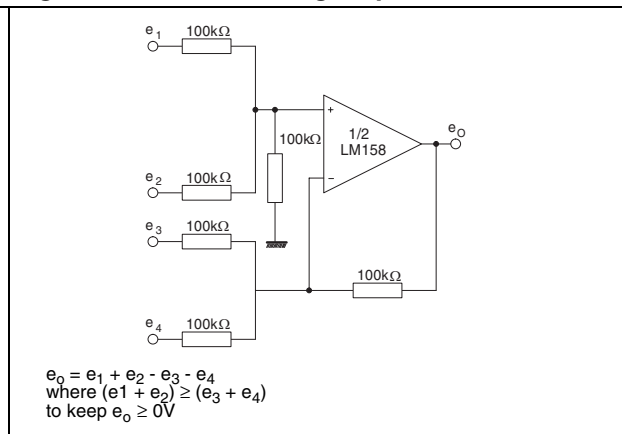 e1
100kΩ
+
100kΩ
1/2
LM158
eO
e2
100kΩ
−
e3
100kΩ
100kΩ
e4
100kΩ
eo = e1 + e2 - e3 - e4
where (e1 + e2) ≥ (e3 + e4)
to keep eo ≥ 0V